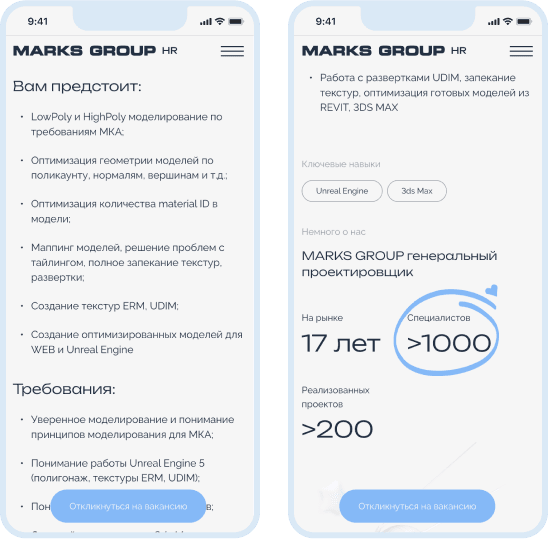 9:41
MARKS GROUP HR
Вам предстоит:
• LowPoly и HighPoly моделирование по
требованиям МКА;
• Оптимизация геометрии моделей по
поликаунту, нормалям, вершинам и т.д.;
• Оптимизация количества material ID в
модели;
• Маппинг моделей, решение проблем с
тайлингом, полное запекание текстур,
развертки;
• Создание текстур ERM, UDIM;
• Создание оптимизированных моделей для
WEB и Unreal Engine
Требования:
• Уверенное моделирование и понимание
принципов моделирования для МКА;
• Понимание работы Unreal Engine 5
(полигонаж, текстуры ERM, UDIM);
Откликнуться на вакансию
9:41
MARKS GROUP HR
• Работа с развертками UDIM, запекание
текстур, оптимизация готовых моделей из
REVIT, 3DS MAX
Ключевые навыки
Unreal Engine 3ds Max
Немного о нас
MARKS GROUP генеральный
проектировщик
На рынке Специалистов
17 лет >1000
Реализованных
проектов
>200
Откликнуться на вакансию